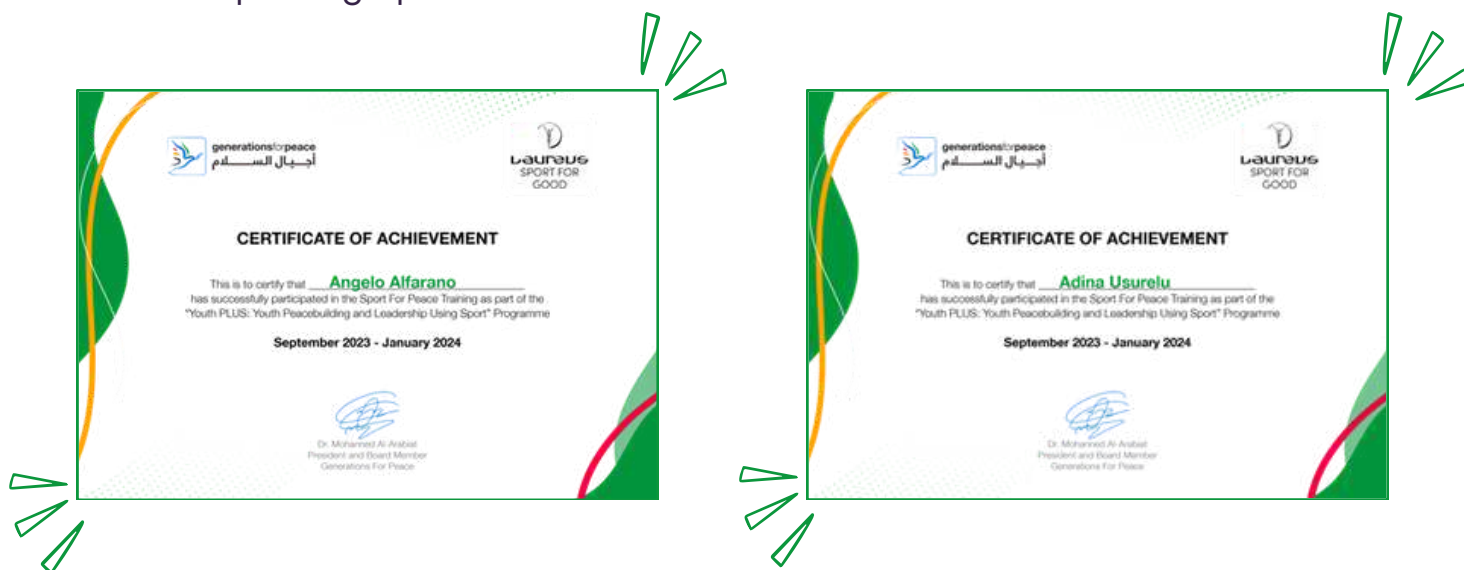 generationsforpeace
أجيال السلام
Laureus
SPORT FOR
GOOD
CERTIFICATE OF ACHIEVEMENT
This is to certify that Angelo Alfarano
has successfully participated in the Sport For Peace Training as part of the
"Youth PLUS: Youth Peacebuilding and Leadership Using Sport" Programme
September 2023 - January 2024
Dr. Mohanned Al-Arabiat
President and Board Member
Generations For Peace
generationsforpeace
أجيال السلام
Laureus
SPORT FOR
GOOD
CERTIFICATE OF ACHIEVEMENT
This is to certify that Adina Usurelu
has successfully participated in the Sport For Peace Training as part of the
"Youth PLUS: Youth Peacebuilding and Leadership Using Sport" Programme
September 2023 - January 2024
Dr. Mohanned Al-Arabiat
President and Board Member
Generations For Peace